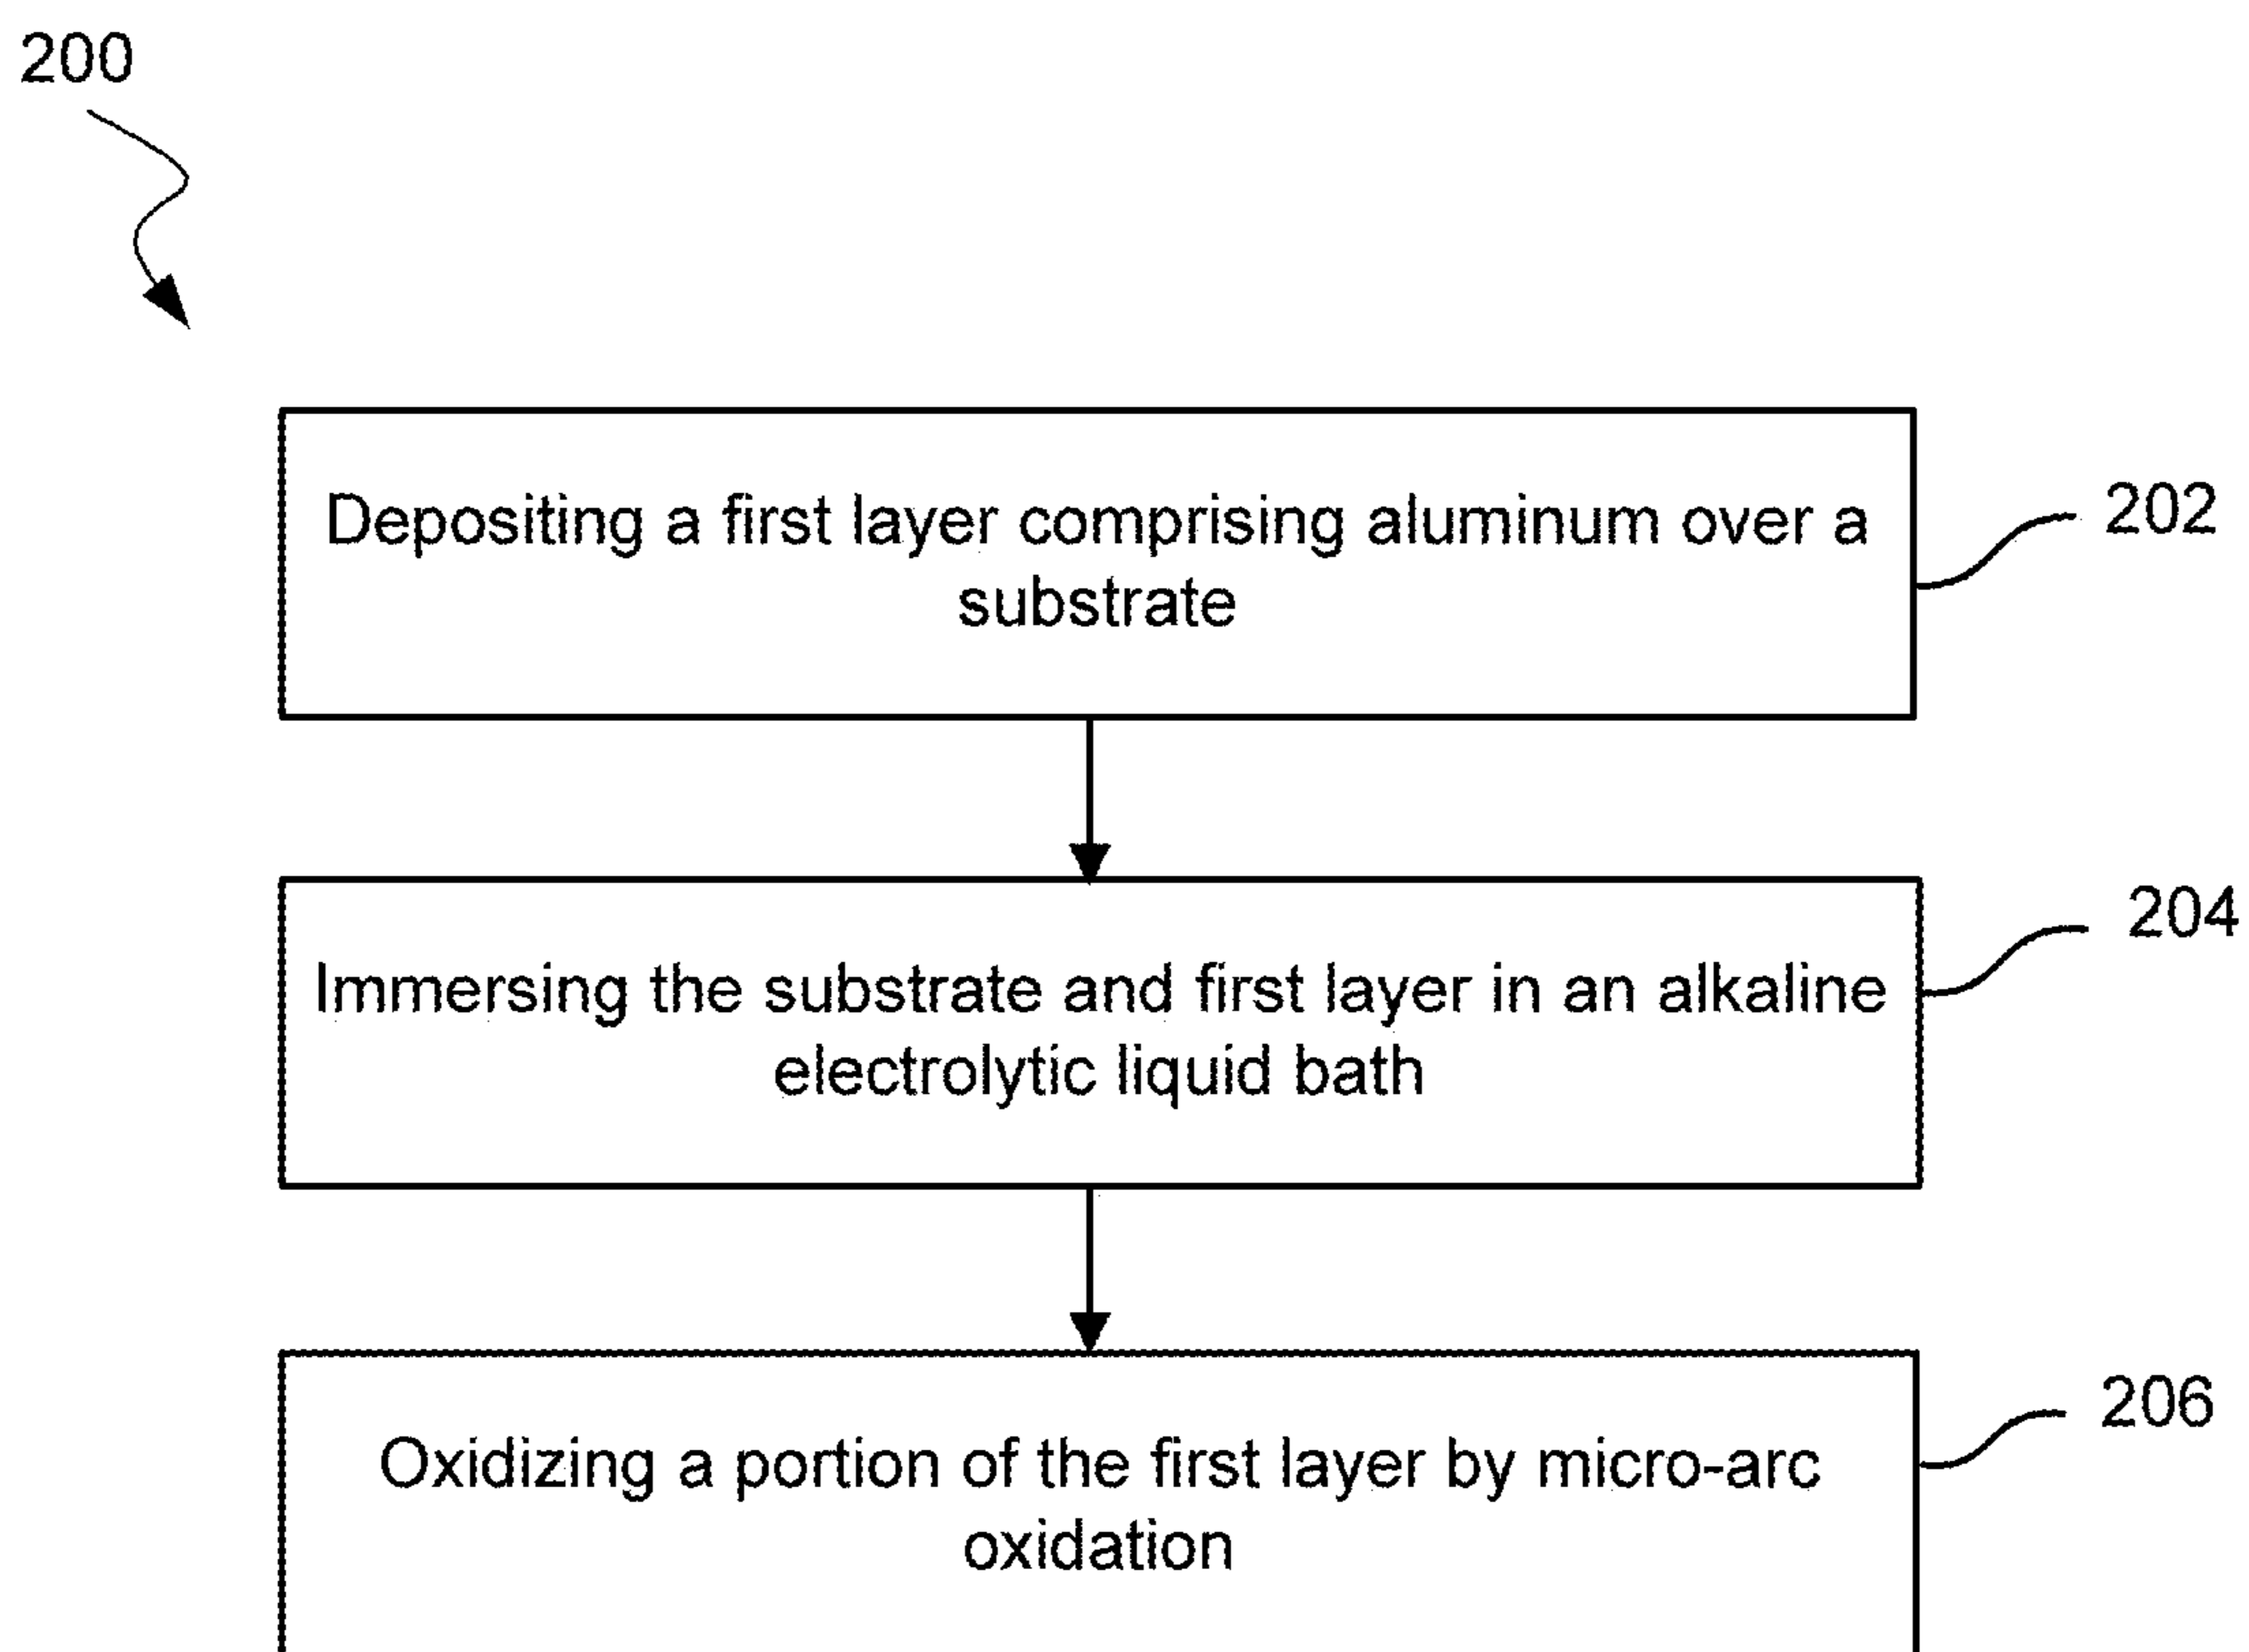 200
Depositing a first layer comprising aluminum over a
substrate
202
Immersing the substrate and first layer in an alkaline
electrolytic liquid bath
204
Oxidizing a portion of the first layer by micro-arc
oxidation
206